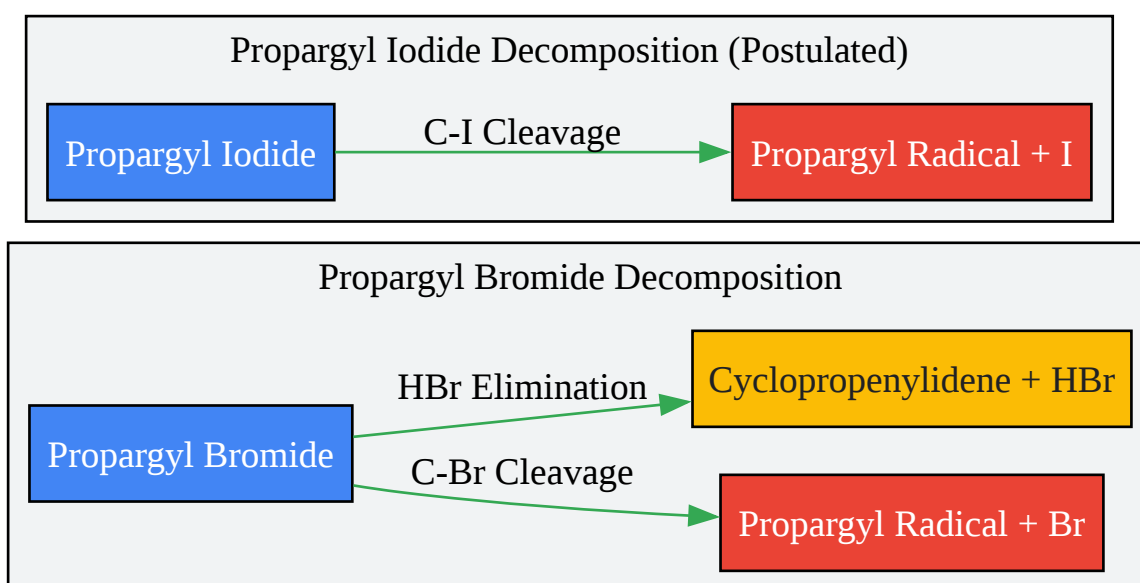 Propargyl Iodide Decomposition (Postulated)
Propargyl Iodide
C-I Cleavage
Propargyl Radical + I
Propargyl Bromide Decomposition
Propargyl Bromide
HBr Elimination
Cyclopropenylidene + HBr
C-Br Cleavage
Propargyl Radical + Br